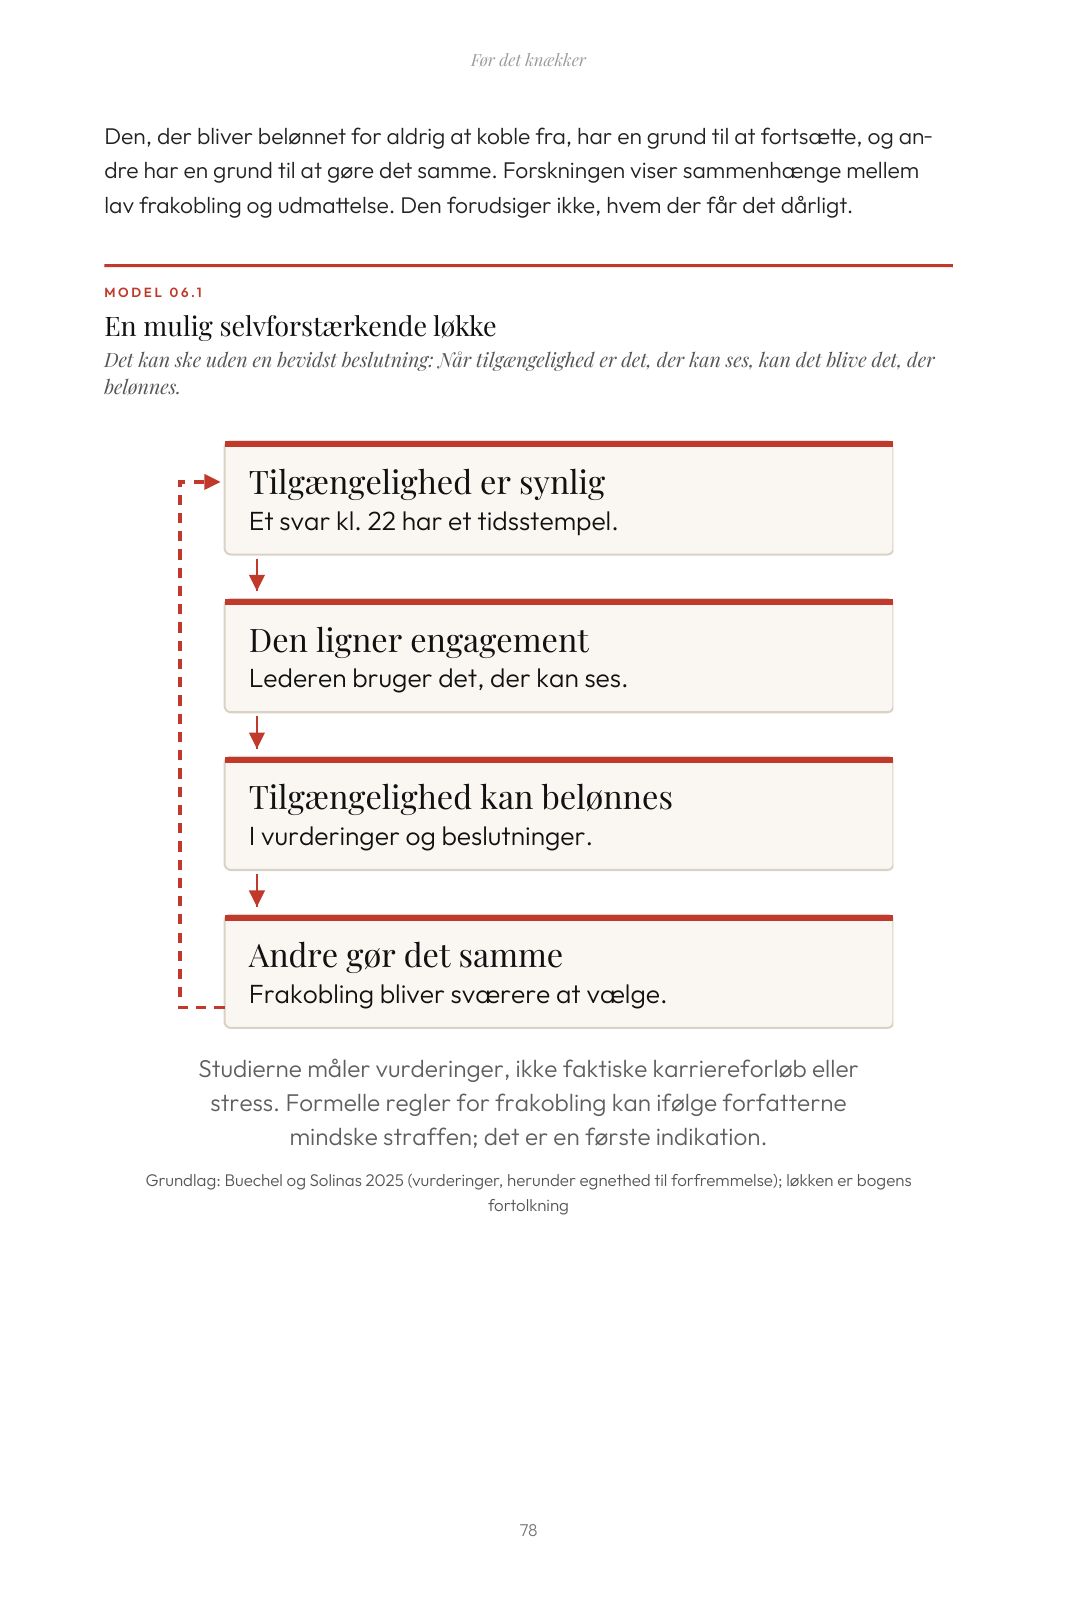 Før det knækker
Den, der bliver belønnet for aldrig at koble fra, har en grund til at fortsætte, og an-
dre har en grund til at gøre det samme. Forskningen viser sammenhænge mellem
lav frakobling og udmattelse. Den forudsiger ikke, hvem der får det dårligt.
MODEL 06.1
En mulig selvforstærkende løkke
Det kan ske uden en bevidst beslutning: Når tilgængelighed er det, der kan ses, kan det blive det, der
belønnes.
Tilgængelighed er synlig
Et svar kl. 22 har et tidsstempel.
Den ligner engagement
Lederen bruger det, der kan ses.
Tilgængelighed kan belønnes
I vurderinger og beslutninger.
Andre gør det samme
Frakobling bliver sværere at vælge.
Studierne måler vurderinger, ikke faktiske karriereforløb eller
stress. Formelle regler for frakobling kan ifølge forfatterne
mindske straffen; det er en første indikation.
Grundlag: Buechel og Solinas 2025 (vurderinger, herunder egnethed til forfremmelse); løkken er bogens
fortolkning
78